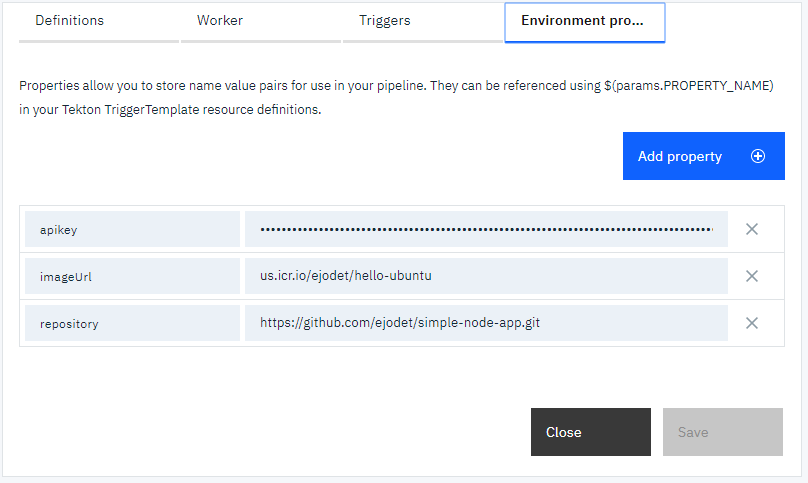 Definitions Worker Triggers Environment pro...
Properties allow you to store name value pairs for use in your pipeline. They can be referenced using $(params.PROPERTY_NAME)
in your Tekton TriggerTemplate resource definitions.
Add property
apikey
imageUrl us.icr.io/ejodet/hello-ubuntu
repository https://github.com/ejodet/simple-node-app.git
Close Save